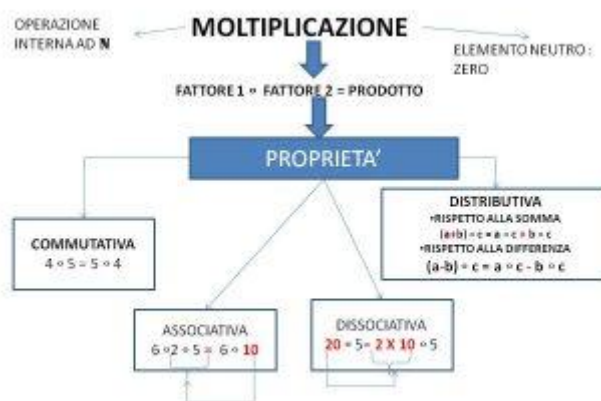 OPERAZIONE
INTERNA AD N
MOLTIPLICAZIONE
ELEMENTO NEUTRO :
ZERO
FATTORE 1 ∘ FATTORE 2 = PRODOTTO
PROPRIETA’
COMMUTATIVA
4 ∘ 5 = 5 ∘ 4
DISTRIBUTIVA
•RISPETTO ALLA SOMMA
(a+b) ∘ c = a ∘ c + b ∘ c
•RISPETTO ALLA DIFFERENZA
(a-b) ∘ c = a ∘ c - b ∘ c
ASSOCIATIVA
6 ∘ 2 ∘ 5 = 6 ∘ 10
DISSOCIATIVA
20 ∘ 5 = 2 X 10 ∘ 5